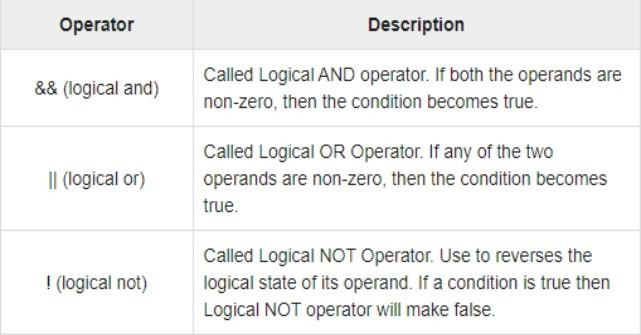 Operator Description
&& (logical and)
Called Logical AND operator. If both the operands are
non-zero, then the condition becomes true.
|| (logical or)
Called Logical OR Operator. If any of the two
operands are non-zero, then the condition becomes
true.
! (logical not)
Called Logical NOT Operator. Use to reverses the
logical state of its operand. If a condition is true then
Logical NOT operator will make false.